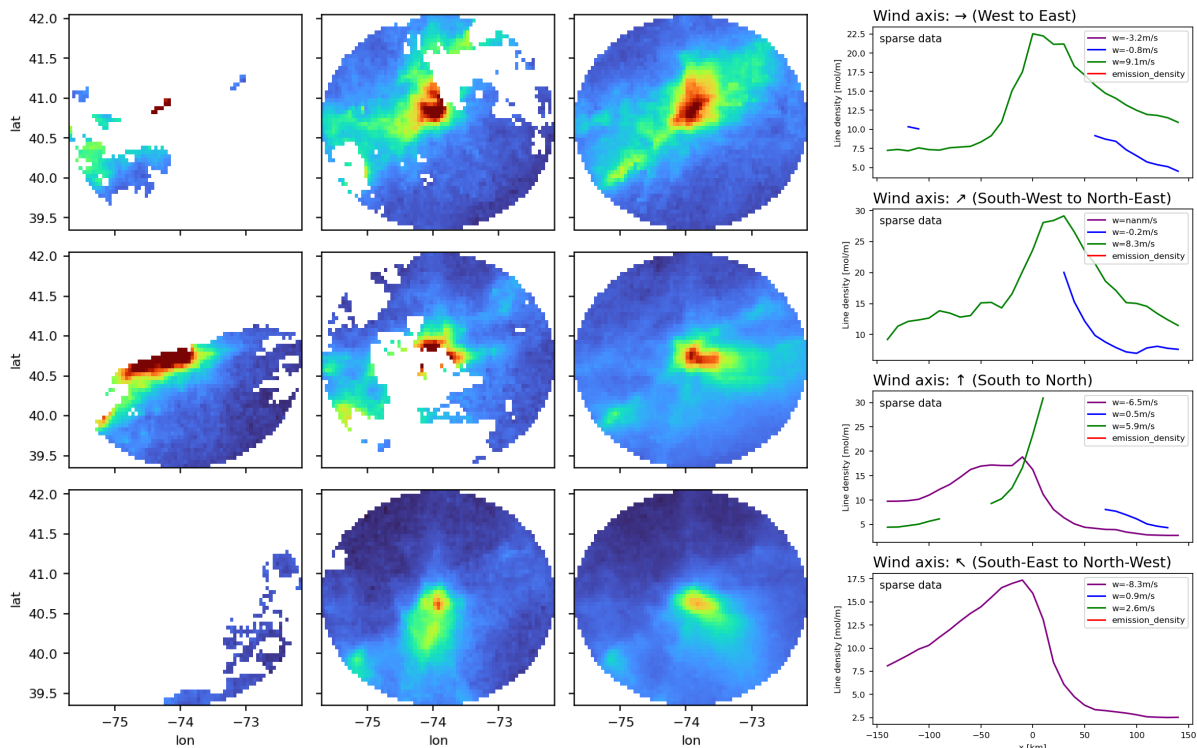 42.0
41.5
41.0
40.5
40.0
39.5
lat
42.0
41.5
41.0
40.5
40.0
39.5
lat
42.0
41.5
41.0
40.5
40.0
39.5
lat
−75 −74 −73
lon
−75 −74 −73
lon
−75 −74 −73
lon
Wind axis: → (West to East)
sparse data
w=-3.2m/s
w=-0.8m/s
w=9.1m/s
emission_density
22.5
20.0
17.5
15.0
12.5
10.0
7.5
5.0
Line density [mol/m]
Wind axis: ↗ (South-West to North-East)
sparse data
w=nanm/s
w=-0.2m/s
w=8.3m/s
emission_density
30
25
20
15
10
Line density [mol/m]
Wind axis: ↑ (South to North)
sparse data
w=-6.5m/s
w=0.5m/s
w=5.9m/s
emission_density
30
25
20
15
10
5
Line density [mol/m]
Wind axis: ↖ (South-East to North-West)
sparse data
w=-8.3m/s
w=0.9m/s
w=2.6m/s
emission_density
17.5
15.0
12.5
10.0
7.5
5.0
2.5
Line density [mol/m]
−150 −100 −50 0 50 100 150
x [km]